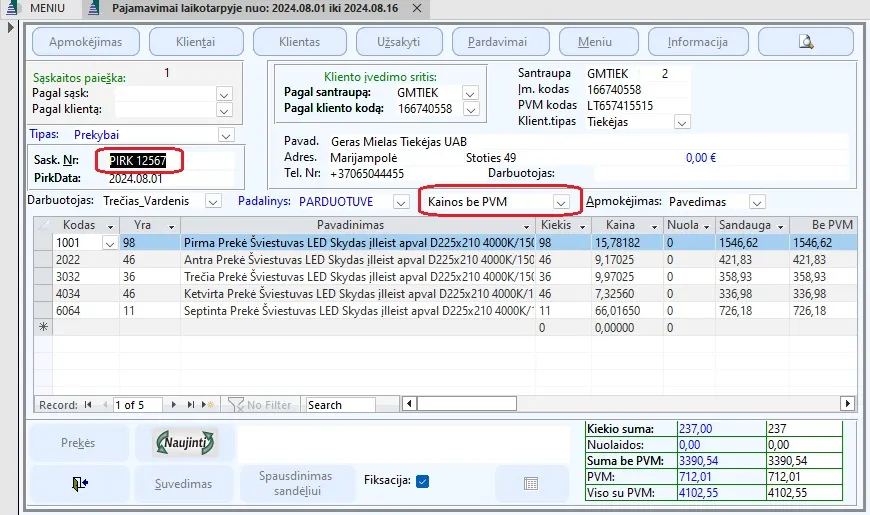 MENIU Pajamavimai laikotarpyje nuo: 2024.08.01 iki 2024.08.16
Apmokėjimas Klientai Klientas Užsakyti Pardavimai Meniu Informacija
Sąskaitos paieška: 1
Pagal sąsk:
Pagal klientą:
Kliento įvedimo sritis:
Pagal santraupą: GMTIEK
Pagal kliento kodą: 166740558
Santraupa GMTIEK 2
Įm. kodas 166740558
PVM kodas LT657415515
Klient.tipas Tiekėjas
Tipas: Prekybai
Sask. Nr: PIRK 12567
PirkData: 2024.08.01
Pavad. Geras Mielas Tiekėjas UAB
Adres. Marijampolė Stoties 49 0,00 €
Tel. Nr: +37065044455 Darbuotojas:
Darbuotojas: Trečias_Vardenis Padalinys: PARDUOTUVE Kainos be PVM Apmokėjimas: Pavedimas
Kodas Yra Pavadinimas Kiekis Kaina Nuola Sandauga Be PVM
1001 98 Pirma Prekė Šviestuvas LED Skydas įlleist apval D225x210 4000K/150 98 15,78182 0 1546,62 1546,62
2022 46 Antra Prekė Šviestuvas LED Skydas įlleist apval D225x210 4000K/150 46 9,17025 0 421,83 421,83
3032 36 Trečia Prekė Šviestuvas LED Skydas įlleist apval D225x210 4000K/15 36 9,97025 0 358,93 358,93
4034 46 Ketvirta Prekė Šviestuvas LED Skydas įlleist apval D225x210 4000K/ 46 7,32560 0 336,98 336,98
6064 11 Septinta Prekė Šviestuvas LED Skydas įlleist apval D225x210 4000K/ 11 66,01650 0 726,18 726,18
* 0 0,00000 0
Record: 1 of 5 No Filter Search
Prekės Naujinti
Suvedimas Spausdinimas sandėliui Fiksacija:
Kiekio suma: 237,00 237
Nuolaidos: 0,00 0,00
Suma be PVM: 3390,54 3390,54
PVM: 712,01 712,01
Viso su PVM: 4102,55 4102,55